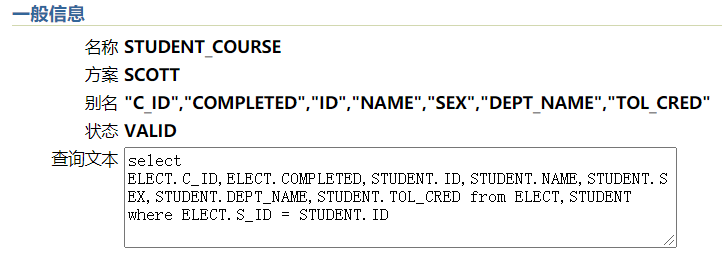 一般信息
名称 STUDENT_COURSE
方案 SCOTT
别名 "C_ID","COMPLETED","ID","NAME","SEX","DEPT_NAME","TOL_CRED"
状态 VALID
查询文本 select
ELECT.C_ID,ELECT.COMPLETED,STUDENT.ID,STUDENT.NAME,STUDENT.S
EX,STUDENT.DEPT_NAME,STUDENT.TOL_CRED from ELECT,STUDENT
where ELECT.S_ID = STUDENT.ID